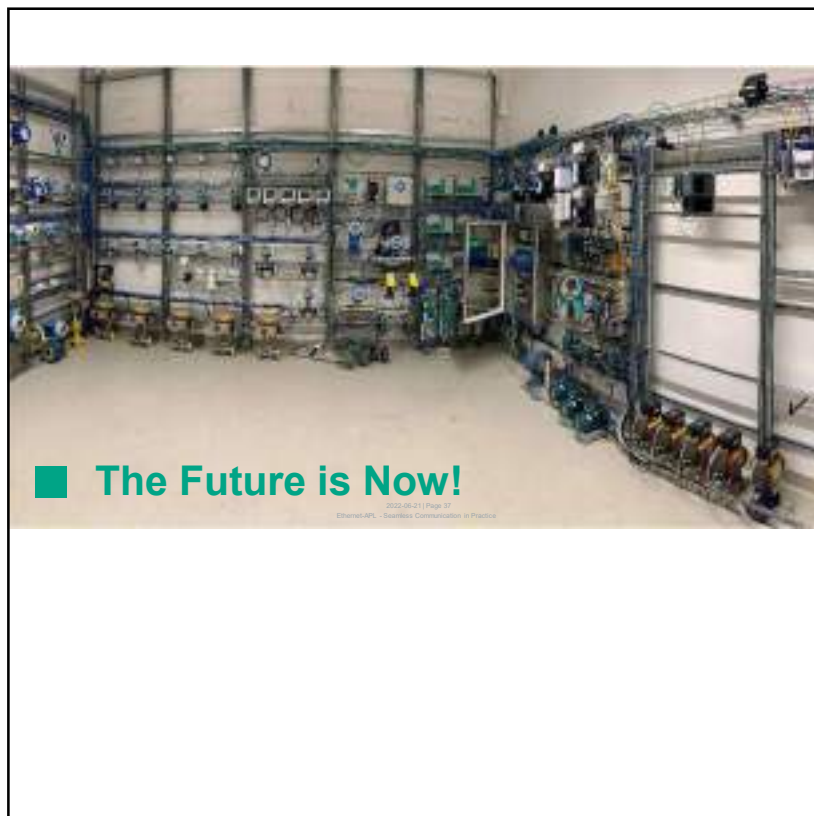 The Future is Now!
2022-06-21 | Page 37
Ethernet-APL - Seamless Communication in Practice